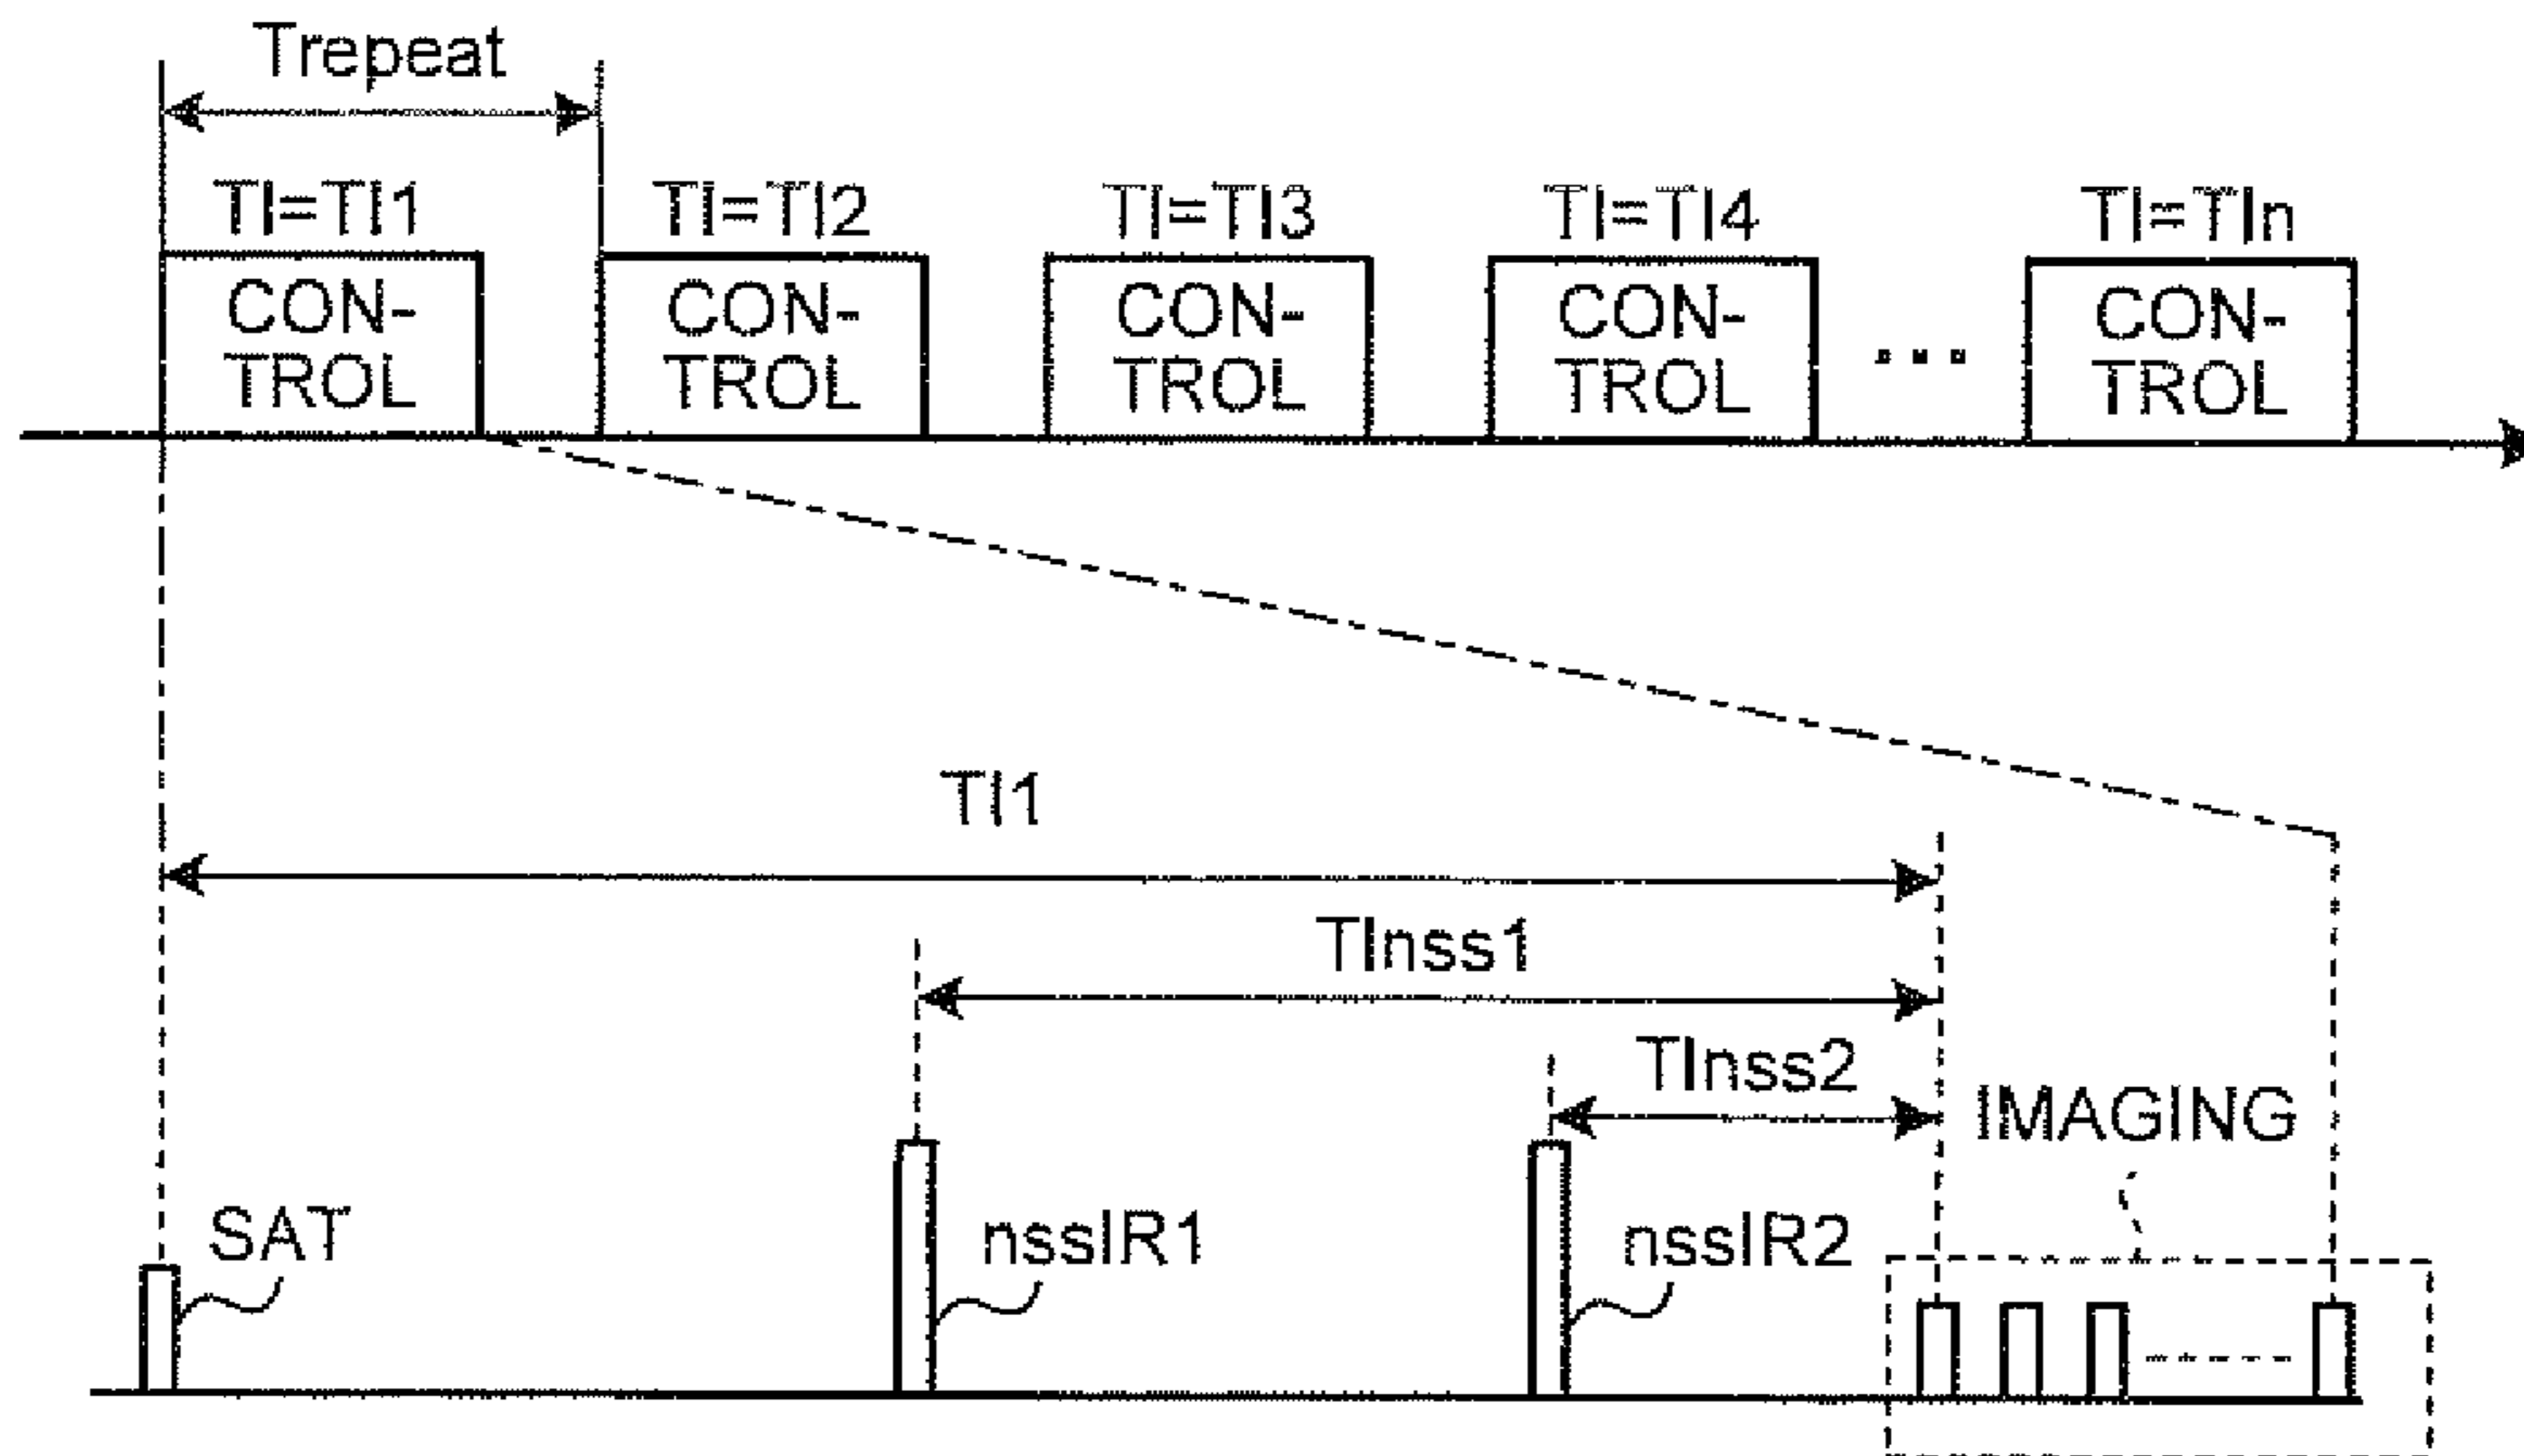 Trepeat
TI=TI1 TI=TI2 TI=TI3 TI=TI4 TI=TIn
CON- CON- CON- CON- CON-
TROL TROL TROL TROL ... TROL
TI1
TInss1
TInss2
IMAGING
SAT nssIR1 nssIR2